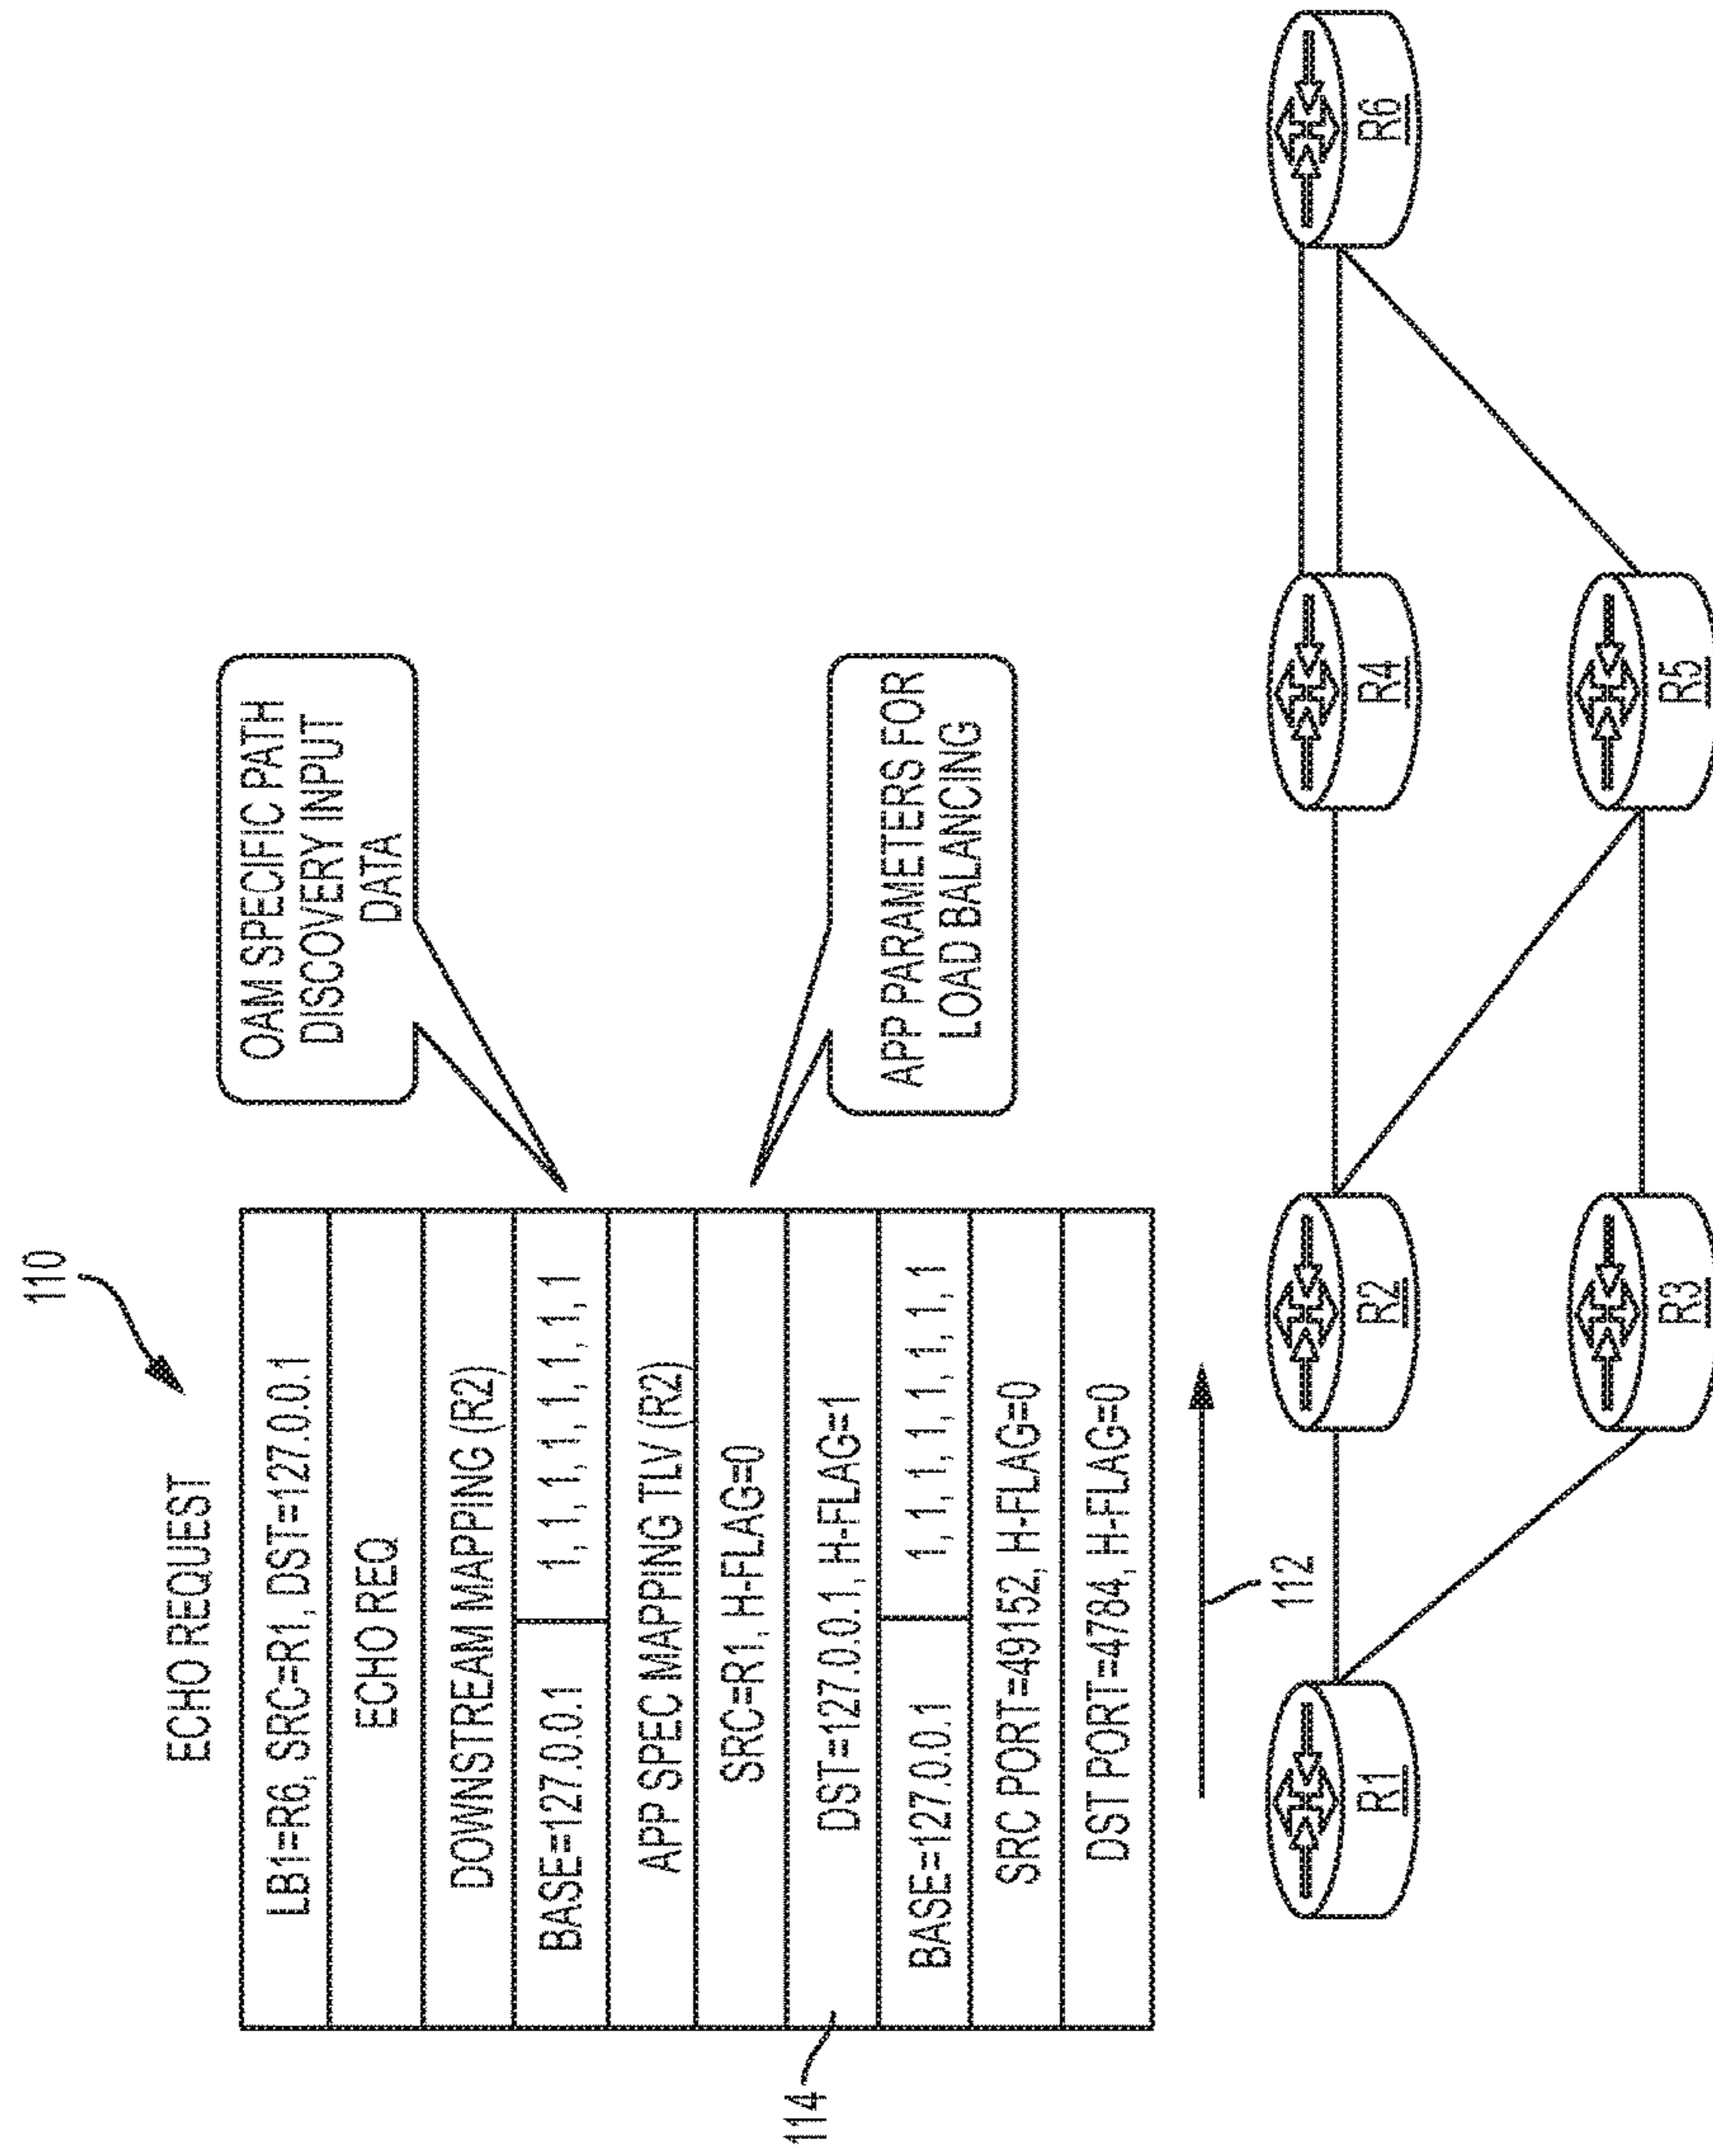 110
ECHO REQUEST
LB1=R6, SRC=R1, DST=127.0.0.1
ECHO REQ
DOWNSTREAM MAPPING (R2)
BASE=127.0.0.1 1, 1, 1, 1, 1, 1, 1, 1
APP SPEC MAPPING TLV (R2)
SRC=R1, H-FLAG=0
DST=127.0.0.1, H-FLAG=1
BASE=127.0.0.1 1, 1, 1, 1, 1, 1, 1, 1
SRC PORT=49152, H-FLAG=0
DST PORT=4784, H-FLAG=0
114
OAM SPECIFIC PATH
DISCOVERY INPUT
DATA
APP PARAMETERS FOR
LOAD BALANCING
112
R1
R2
R4
R6
R3
R5